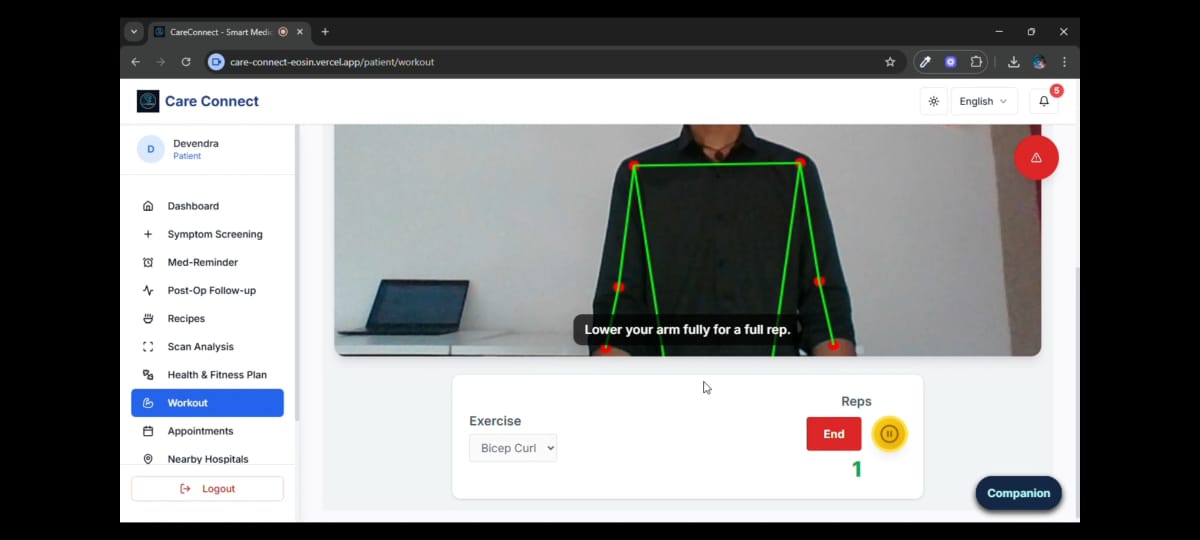 CareConnect - Smart Medic
care-connect-eosin.vercel.app/patient/workout
Care Connect
English
5
D
Devendra
Patient
Dashboard
Symptom Screening
Med-Reminder
Post-Op Follow-up
Recipes
Scan Analysis
Health & Fitness Plan
Workout
Appointments
Nearby Hospitals
Logout
Lower your arm fully for a full rep.
Exercise
Bicep Curl
Reps
End
1
Companion